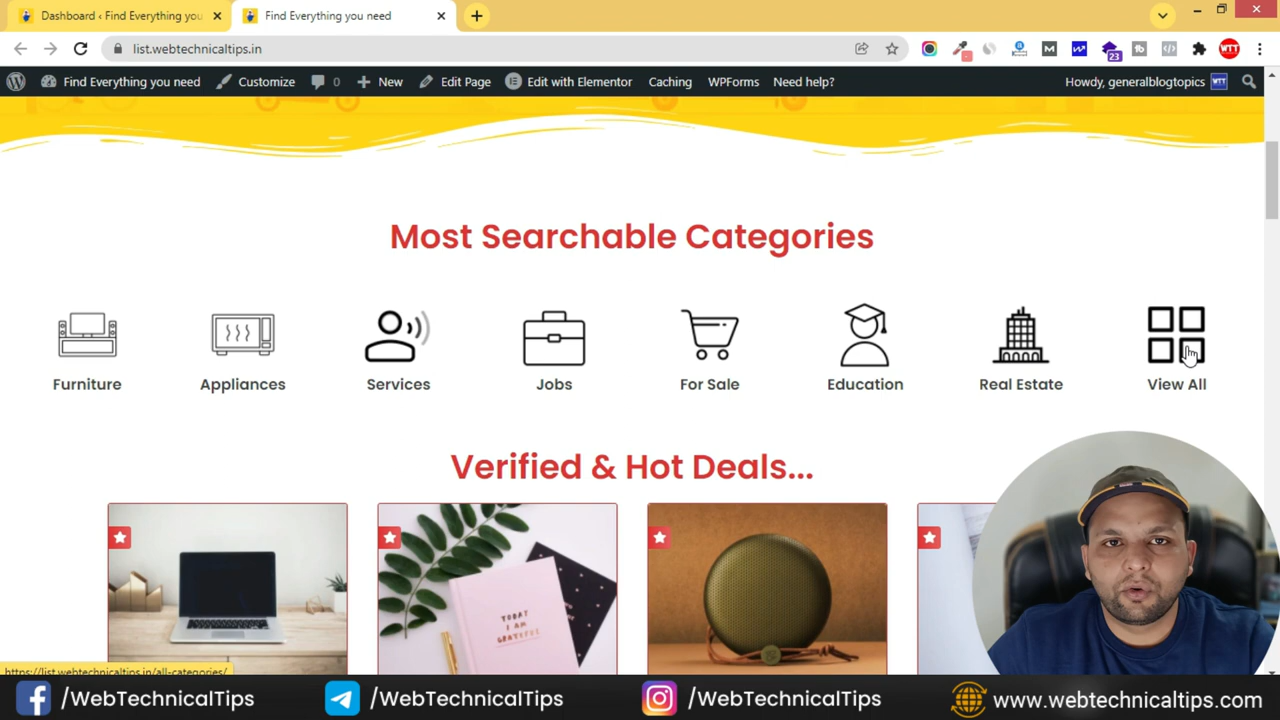 Dashboard ‹ Find Everything you
Find Everything you need
list.webtechnicaltips.in
23
WTT
Find Everything you need
Customize
0
New
Edit Page
Edit with Elementor
Caching
WPForms
Need help?
Howdy, generalblogtopics
WTT
Most Searchable Categories
Furniture
Appliances
Services
Jobs
For Sale
Education
Real Estate
View All
Verified & Hot Deals...
TODAY
I AM
GRATEFUL
https://list.webtechnicaltips.in/all-categories/
/WebTechnicalTips
/WebTechnicalTips
/WebTechnicalTips
www.webtechnicaltips.com